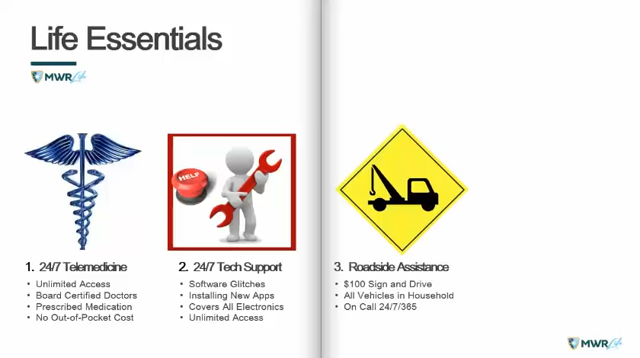 Life Essentials
MWR Life
HELP
1. 24/7 Telemedicine
• Unlimited Access
• Board Certified Doctors
• Prescribed Medication
• No Out-of-Pocket Cost
2. 24/7 Tech Support
• Software Glitches
• Installing New Apps
• Covers All Electronics
• Unlimited Access
3. Roadside Assistance
• $100 Sign and Drive
• All Vehicles in Household
• On Call 24/7/365
MWR Life